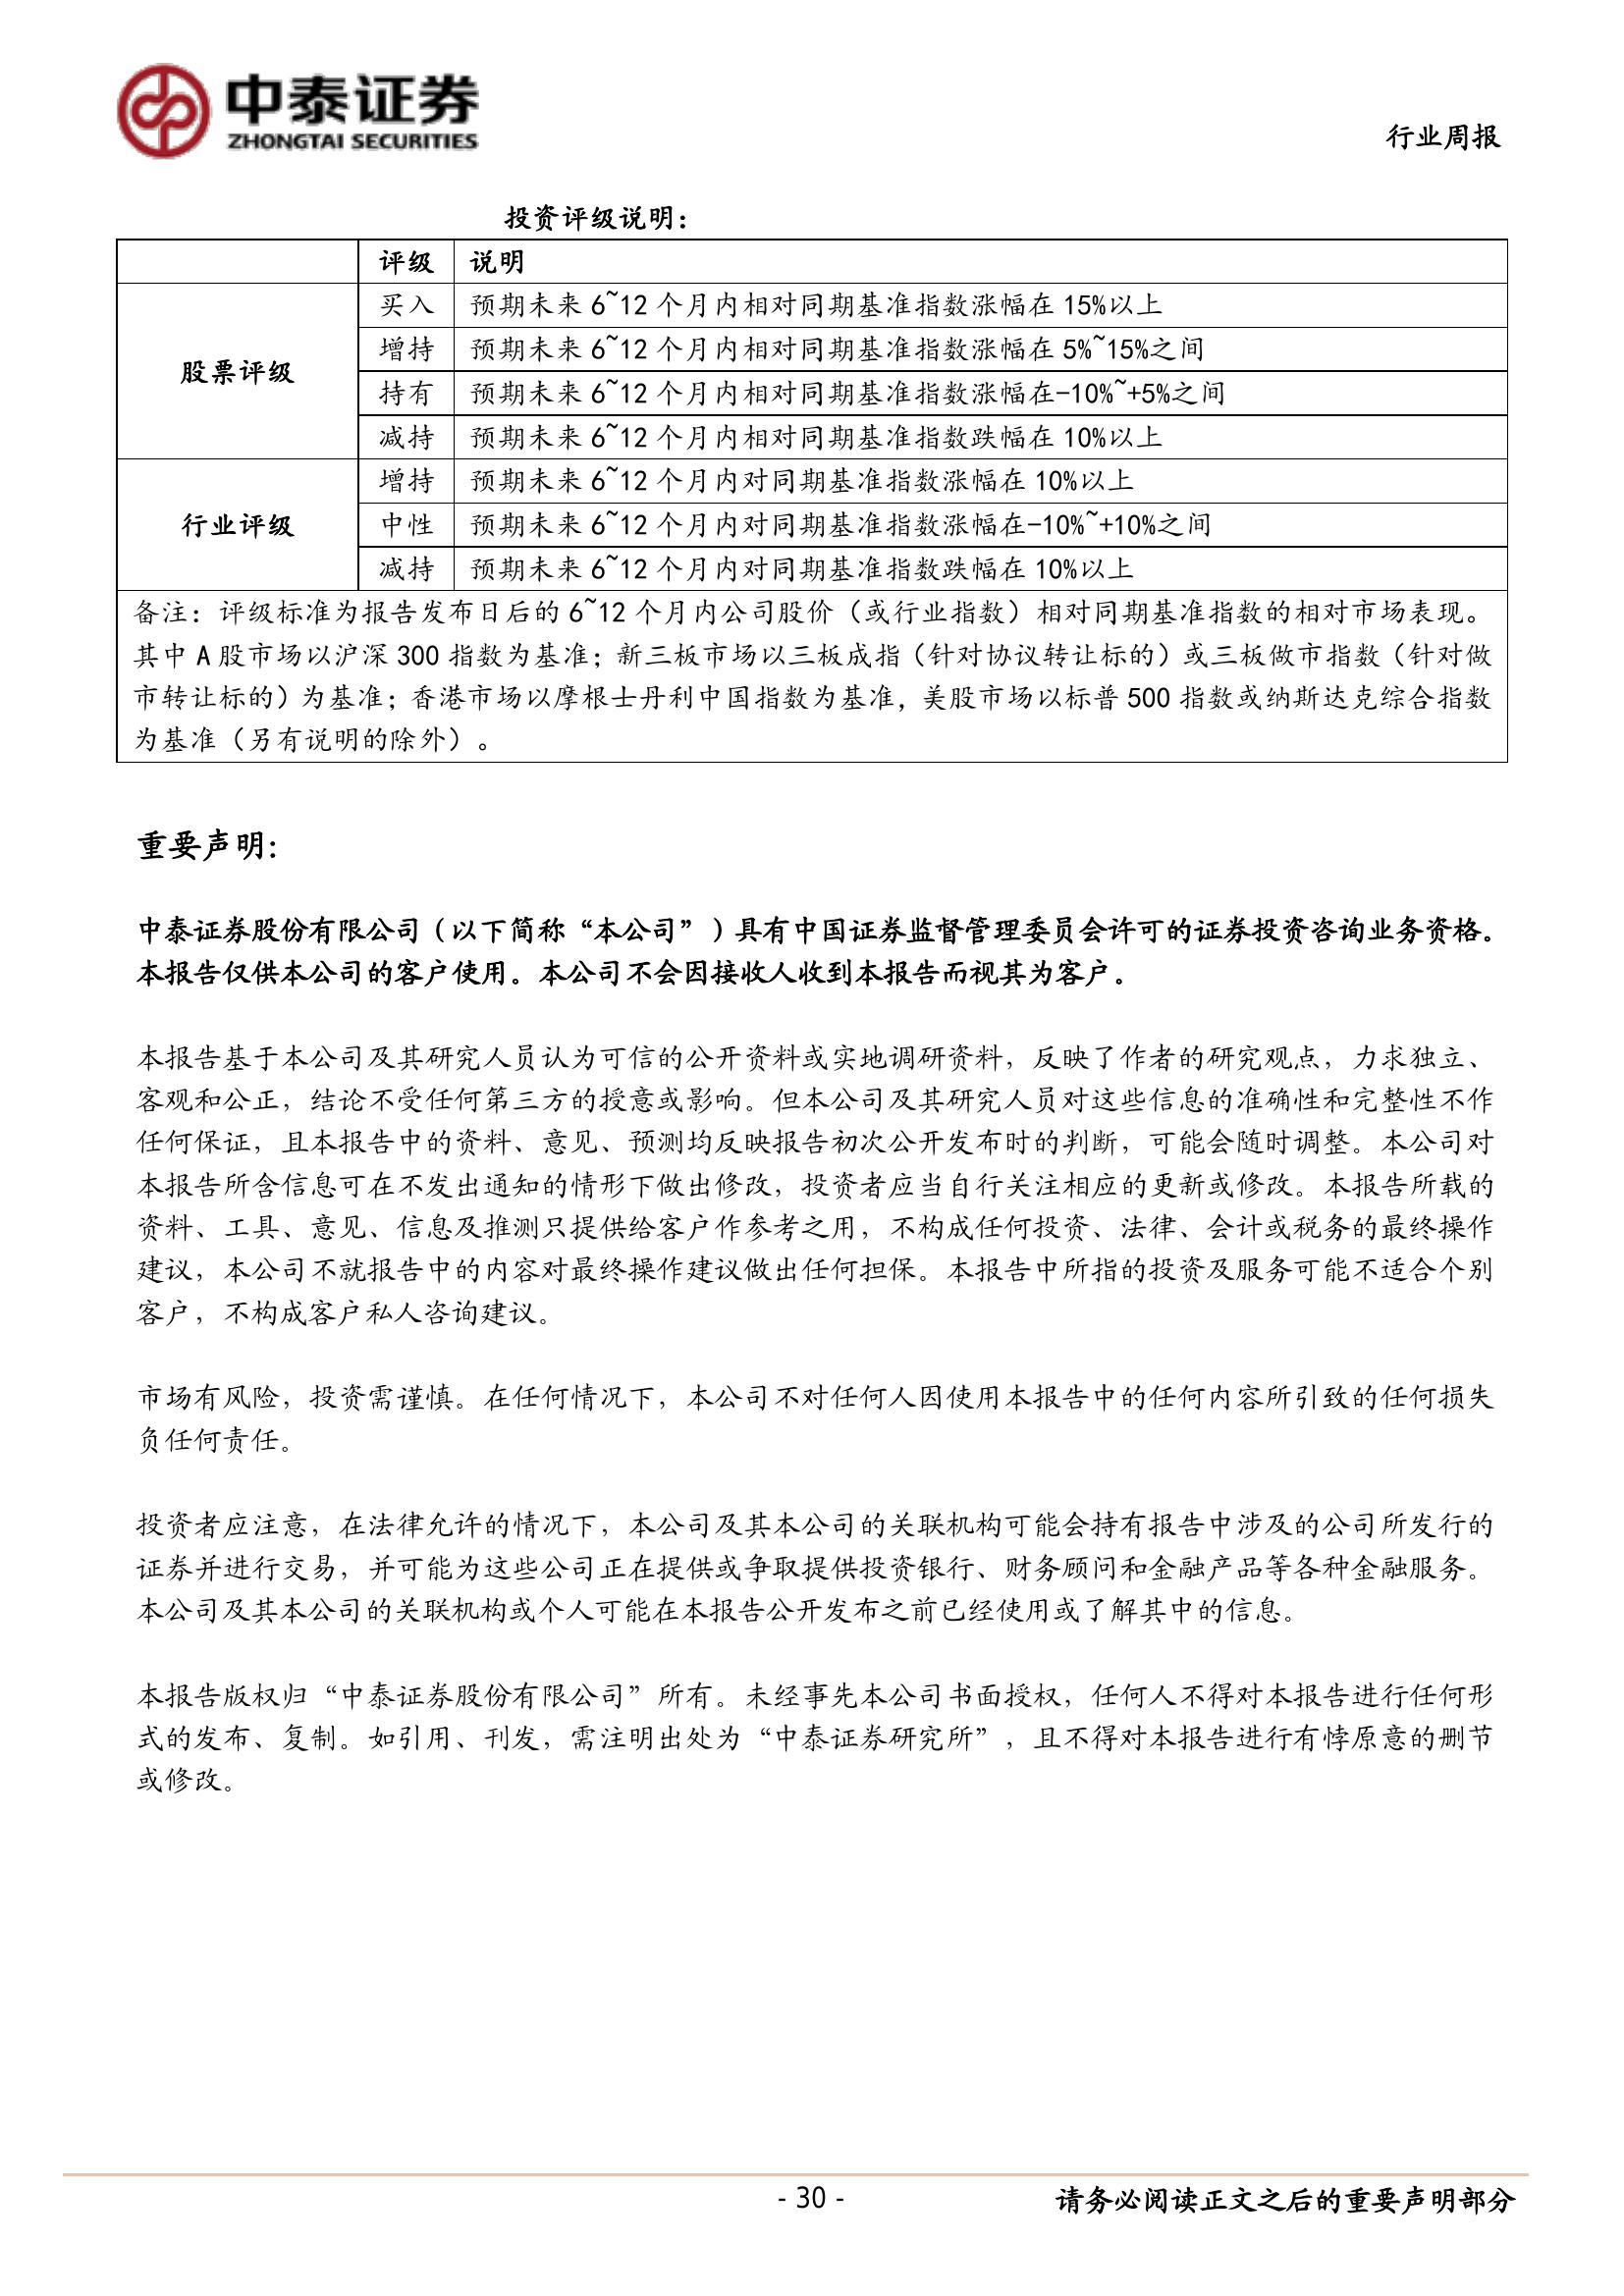 中泰证券
ZHONGTAI SECURITIES
行业周报
投资评级说明：
评级 说明
股票评级
买入 预期未来 6~12 个月内相对同期基准指数涨幅在 15%以上
增持 预期未来 6~12 个月内相对同期基准指数涨幅在 5%~15%之间
持有 预期未来 6~12 个月内相对同期基准指数涨幅在-10%~+5%之间
减持 预期未来 6~12 个月内相对同期基准指数跌幅在 10%以上
行业评级
增持 预期未来 6~12 个月内对同期基准指数涨幅在 10%以上
中性 预期未来 6~12 个月内对同期基准指数涨幅在-10%~+10%之间
减持 预期未来 6~12 个月内对同期基准指数跌幅在 10%以上
备注：评级标准为报告发布日后的 6~12 个月内公司股价（或行业指数）相对同期基准指数的相对市场表现。
其中 A 股市场以沪深 300 指数为基准；新三板市场以三板成指（针对协议转让标的）或三板做市指数（针对做
市转让标的）为基准；香港市场以摩根士丹利中国指数为基准，美股市场以标普 500 指数或纳斯达克综合指数
为基准（另有说明的除外）。
重要声明：
中泰证券股份有限公司（以下简称“本公司”）具有中国证券监督管理委员会许可的证券投资咨询业务资格。
本报告仅供本公司的客户使用。本公司不会因接收人收到本报告而视其为客户。
本报告基于本公司及其研究人员认为可信的公开资料或实地调研资料，反映了作者的研究观点，力求独立、
客观和公正，结论不受任何第三方的授意或影响。但本公司及其研究人员对这些信息的准确性和完整性不作
任何保证，且本报告中的资料、意见、预测均反映报告初次公开发布时的判断，可能会随时调整。本公司对
本报告所含信息可在不发出通知的情形下做出修改，投资者应当自行关注相应的更新或修改。本报告所载的
资料、工具、意见、信息及推测只提供给客户作参考之用，不构成任何投资、法律、会计或税务的最终操作
建议，本公司不就报告中的内容对最终操作建议做出任何担保。本报告中所指的投资及服务可能不适合个别
客户，不构成客户私人咨询建议。
市场有风险，投资需谨慎。在任何情况下，本公司不对任何人因使用本报告中的任何内容所引致的任何损失
负任何责任。
投资者应注意，在法律允许的情况下，本公司及其本公司的关联机构可能会持有报告中涉及的公司所发行的
证券并进行交易，并可能为这些公司正在提供或争取提供投资银行、财务顾问和金融产品等各种金融服务。
本公司及其本公司的关联机构或个人可能在本报告公开发布之前已经使用或了解其中的信息。
本报告版权归“中泰证券股份有限公司”所有。未经事先本公司书面授权，任何人不得对本报告进行任何形
式的发布、复制。如引用、刊发，需注明出处为“中泰证券研究所”，且不得对本报告进行有悖原意的删节
或修改。
- 30 -
请务必阅读正文之后的重要声明部分